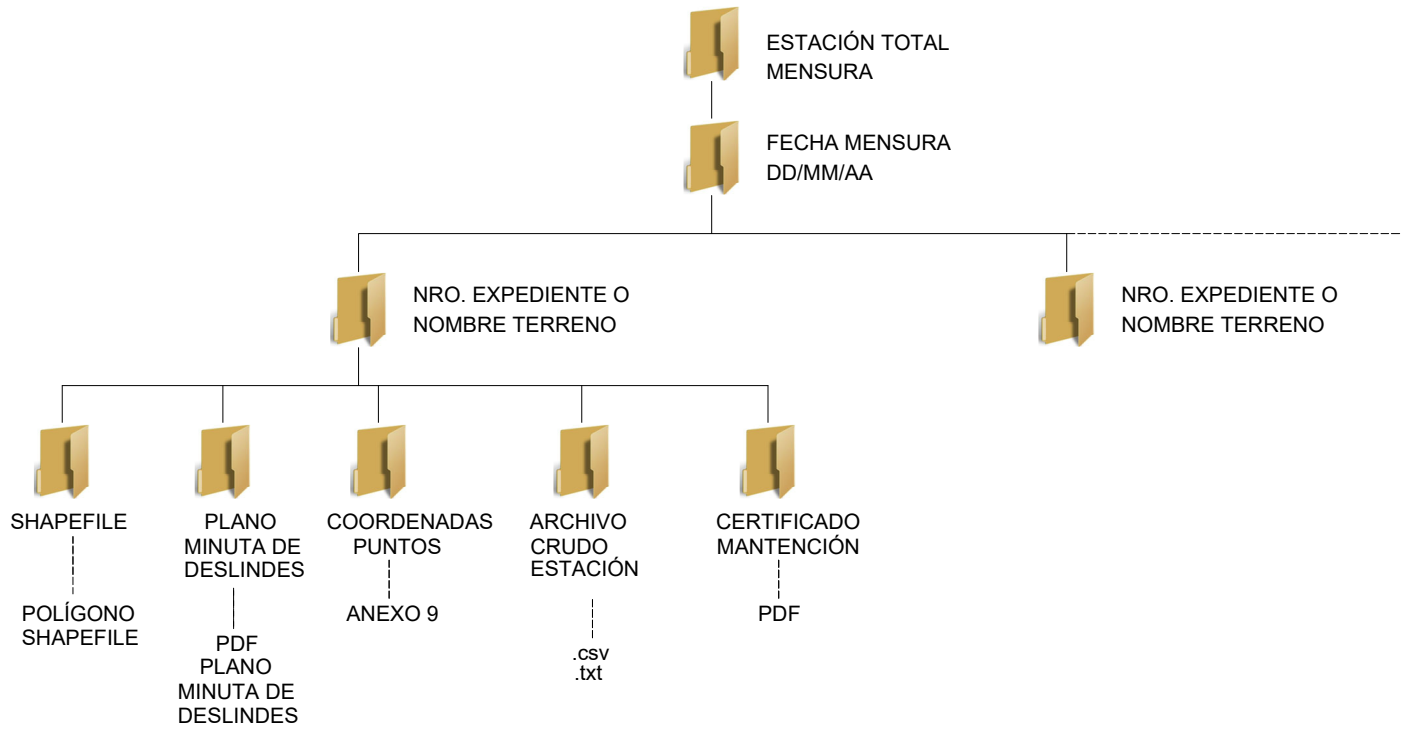 ESTACIÓN TOTAL
MENSURA
FECHA MENSURA
DD/MM/AA
NRO. EXPEDIENTE O
NOMBRE TERRENO
NRO. EXPEDIENTE O
NOMBRE TERRENO
SHAPEFILE
POLÍGONO
SHAPEFILE
PLANO
MINUTA DE
DESLINDES
PDF
PLANO
MINUTA DE
DESLINDES
COORDENADAS
PUNTOS
ANEXO 9
ARCHIVO
CRUDO
ESTACIÓN
.csv
.txt
CERTIFICADO
MANTENCIÓN
PDF